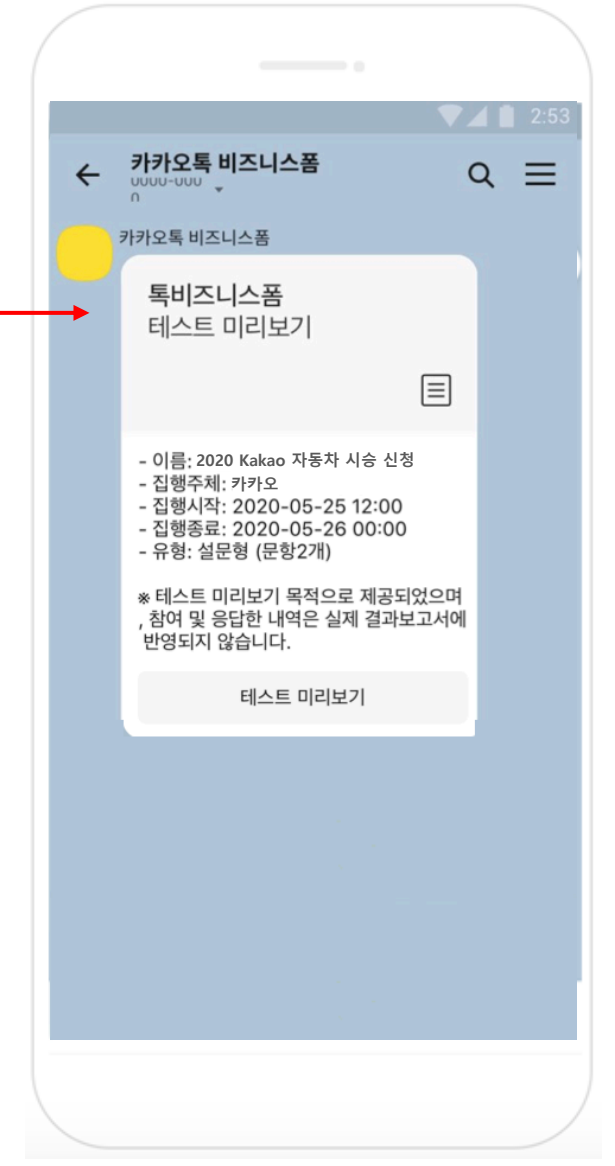 2:53
카카오톡 비즈니스폼
카카오톡 비즈니스폼
톡비즈니스폼
테스트 미리보기
- 이름: 2020 Kakao 자동차 시승 신청
- 집행주체: 카카오
- 집행시작: 2020-05-25 12:00
- 집행종료: 2020-05-26 00:00
- 유형: 설문형 (문항2개)
※ 테스트 미리보기 목적으로 제공되었으며
, 참여 및 응답한 내역은 실제 결과보고서에
반영되지 않습니다.
테스트 미리보기